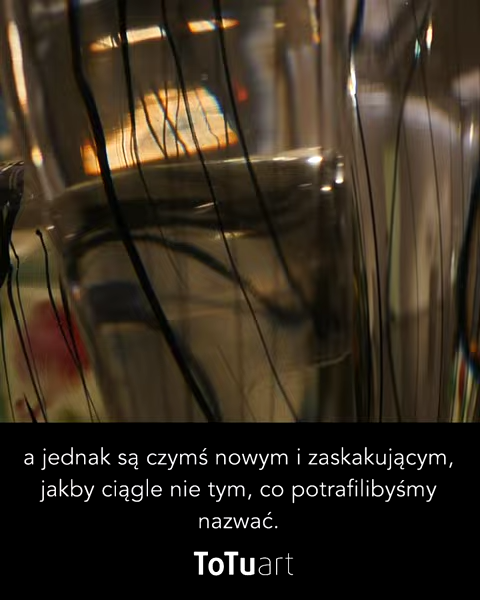 a jednak są czymś nowym i zaskakującym,
jakby ciągle nie tym, co potrafilibyśmy
nazwać.
ToTuart